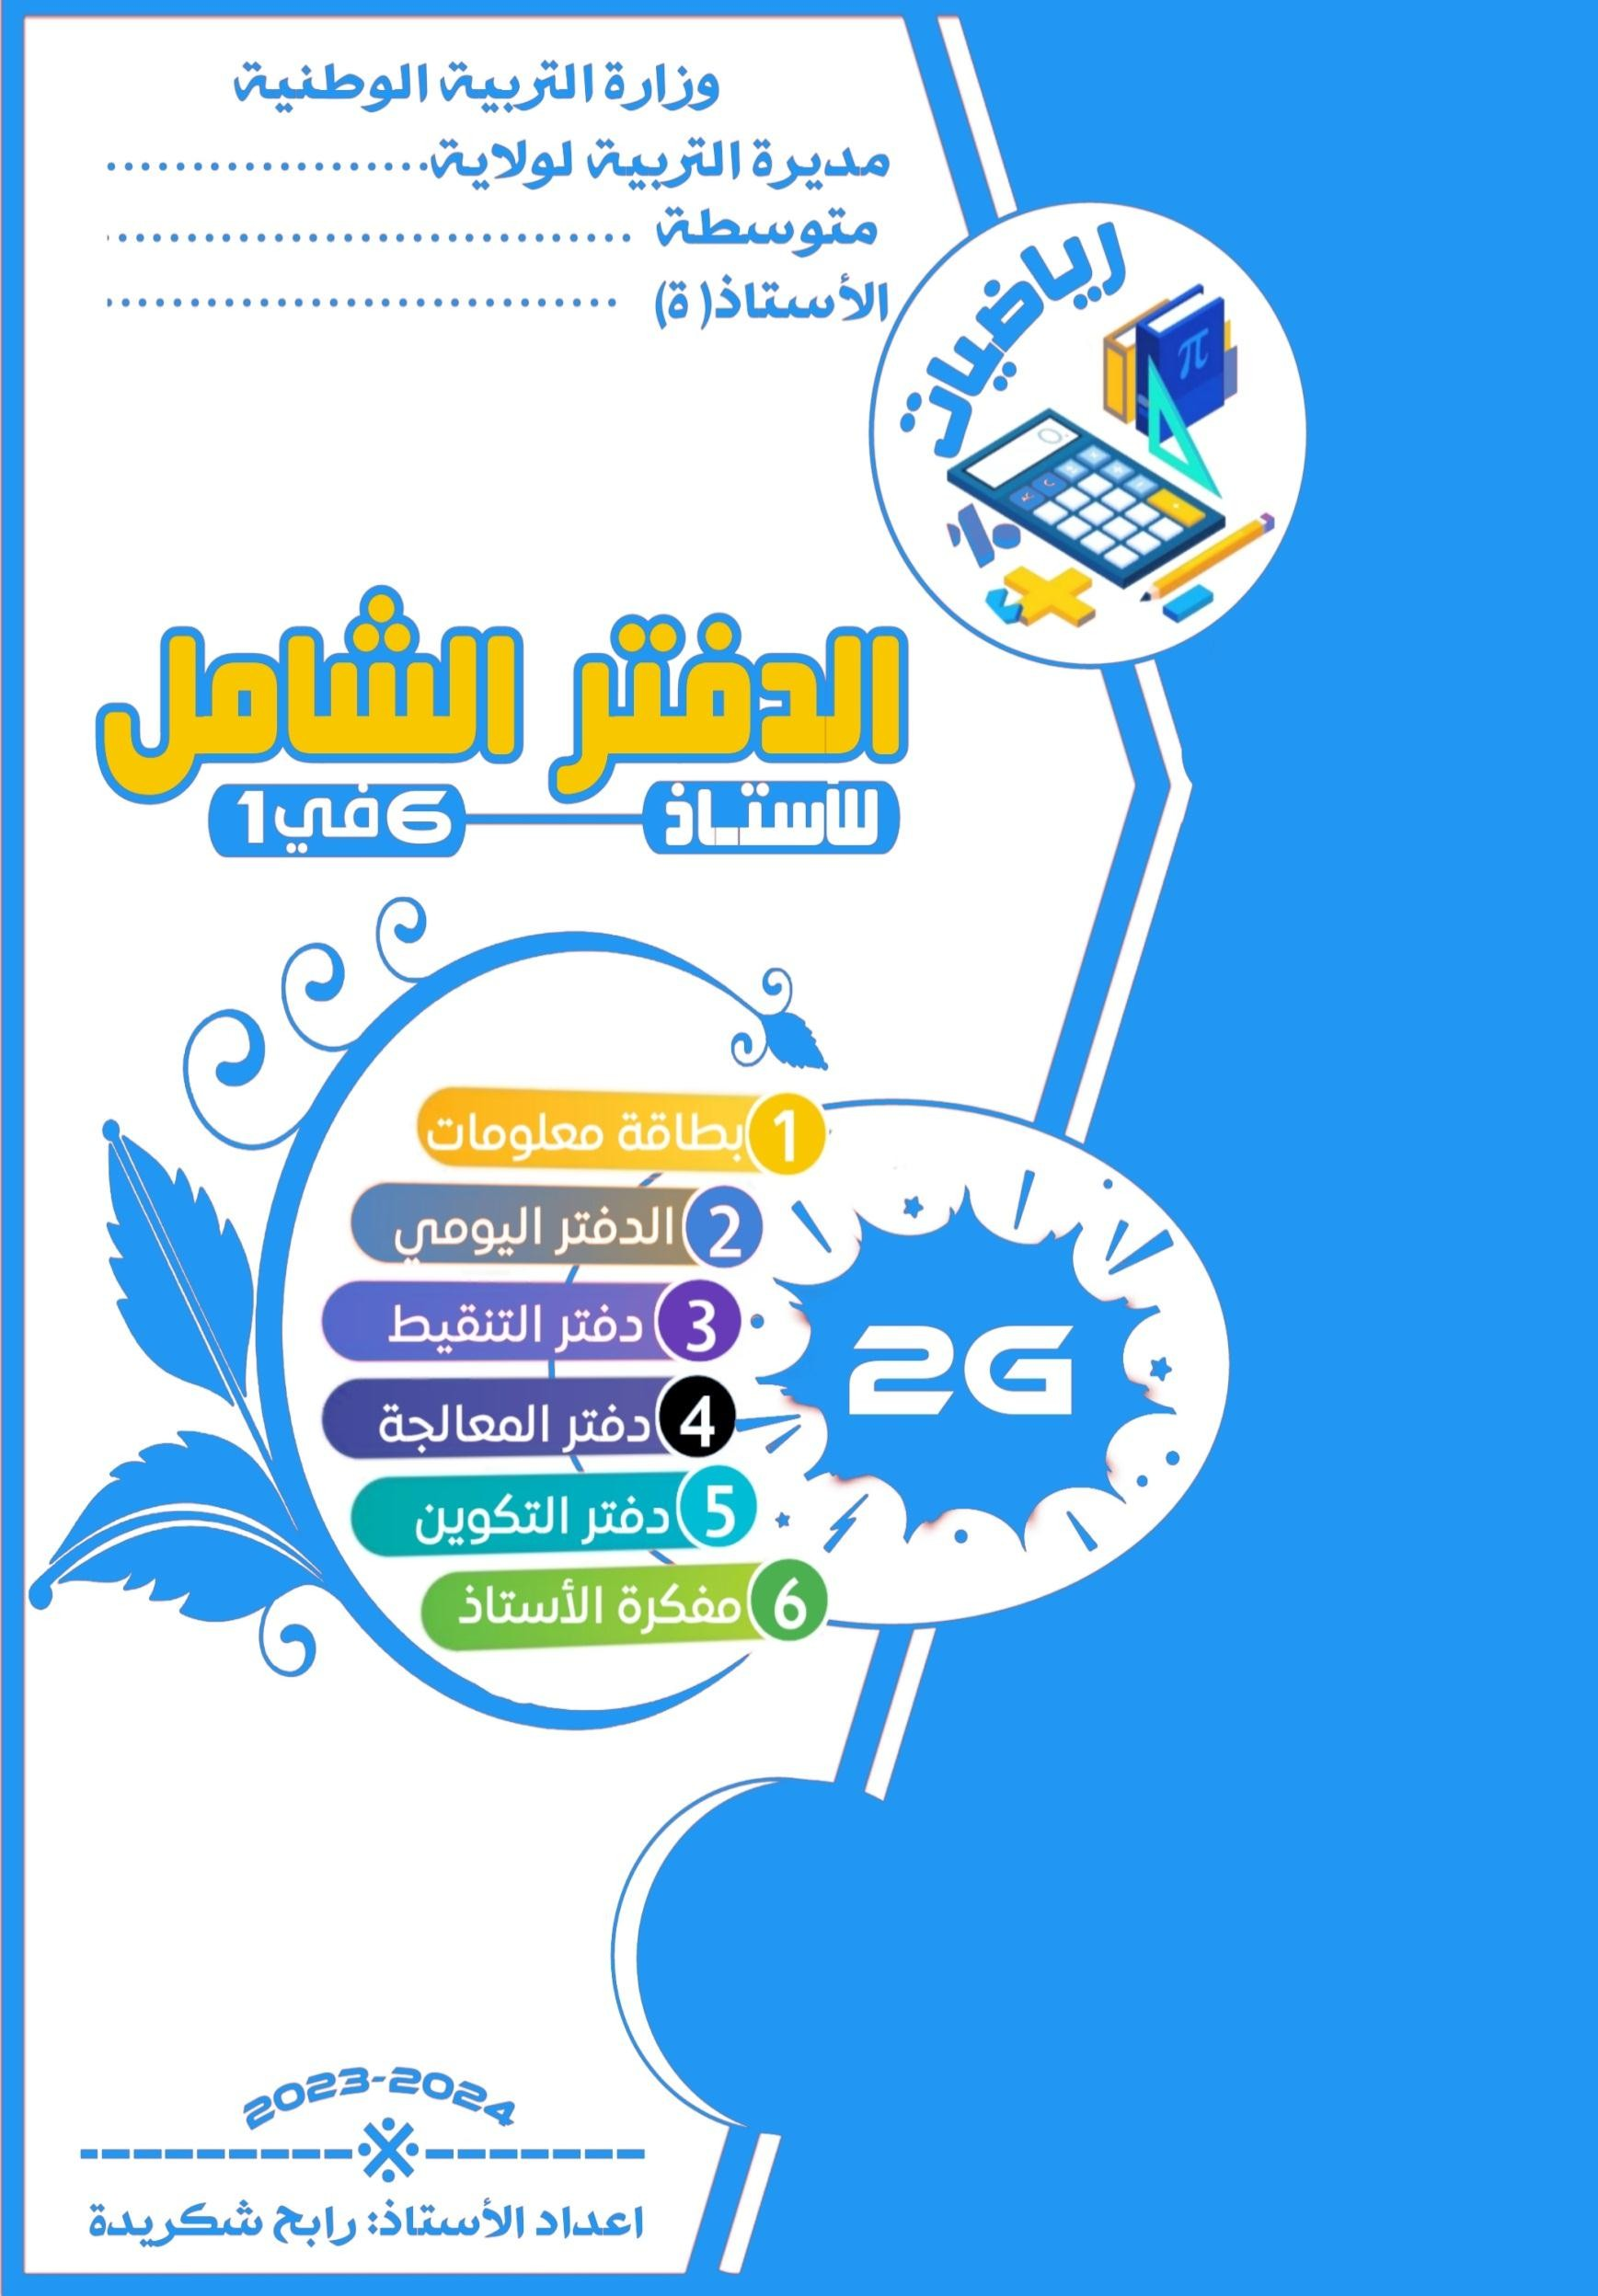 وزارة التربية الوطنية
مديرة التربية لولاية....................
متوسطة ................................
الأستاذ( ة) ................................
رياضيات
π
الدفتر الشامل
للأستاذ 6 في 1
1 بطاقة معلومات
2 الدفتر اليومي
3 دفتر التنقيط
4 دفتر المعالجة
5 دفتر التكوين
6 مفكرة الأستاذ
2G
2023-2024
اعداد الأستاذ: رابح شكريدة